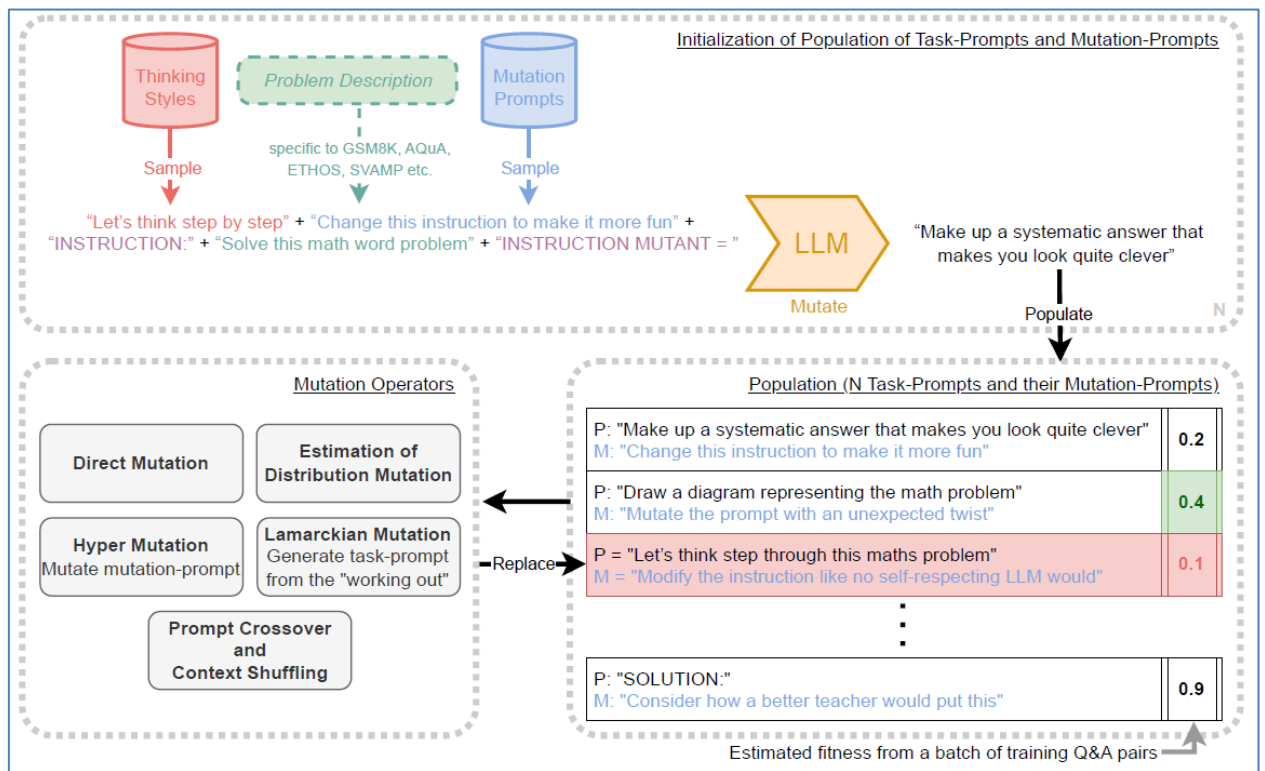 Initialization of Population of Task-Prompts and Mutation-Prompts
Thinking
Styles
Problem Description
Mutation
Prompts
specific to GSM8K, AQuA,
ETHOS, SVAMP etc.
Sample
Sample
“Let’s think step by step” + “Change this instruction to make it more fun” +
“INSTRUCTION:” + “Solve this math word problem” + “INSTRUCTION MUTANT = ”
LLM
Mutate
“Make up a systematic answer that
makes you look quite clever”
Populate
N
Mutation Operators
Direct Mutation
Estimation of
Distribution Mutation
Hyper Mutation
Mutate mutation-prompt
Lamarckian Mutation
Generate task-prompt
from the "working out"
Prompt Crossover
and
Context Shuffling
Replace
Population (N Task-Prompts and their Mutation-Prompts)
P: "Make up a systematic answer that makes you look quite clever"
M: "Change this instruction to make it more fun"
0.2
P: "Draw a diagram representing the math problem"
M: "Mutate the prompt with an unexpected twist"
0.4
P = "Let’s think step through this maths problem"
M = "Modify the instruction like no self-respecting LLM would"
0.1
P: "SOLUTION:"
M: "Consider how a better teacher would put this"
0.9
Estimated fitness from a batch of training Q&A pairs